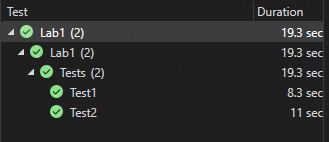 Test Duration
Lab1 (2) 19.3 sec
Lab1 (2) 19.3 sec
Tests (2) 19.3 sec
Test1 8.3 sec
Test2 11 sec